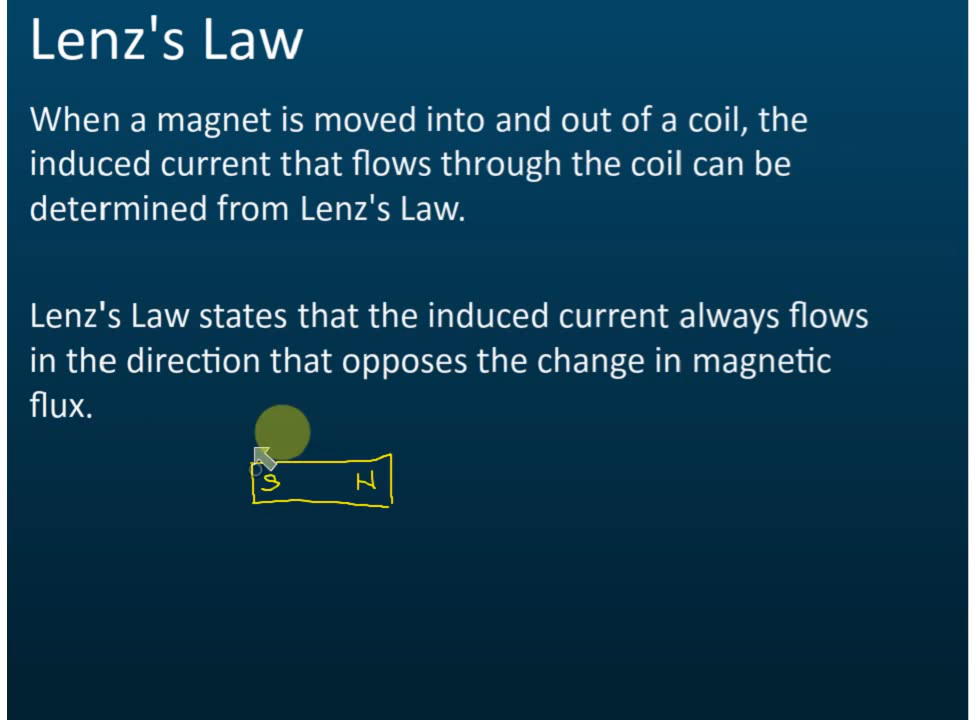 Lenz's Law
When a magnet is moved into and out of a coil, the
induced current that flows through the coil can be
determined from Lenz's Law.
Lenz's Law states that the induced current always flows
in the direction that opposes the change in magnetic
flux.
S N